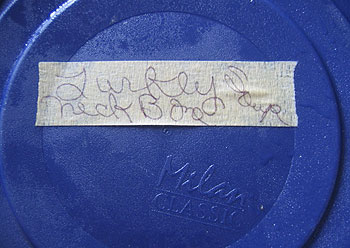 Turkey Soup
neck Bone
Milan
CLASSIC